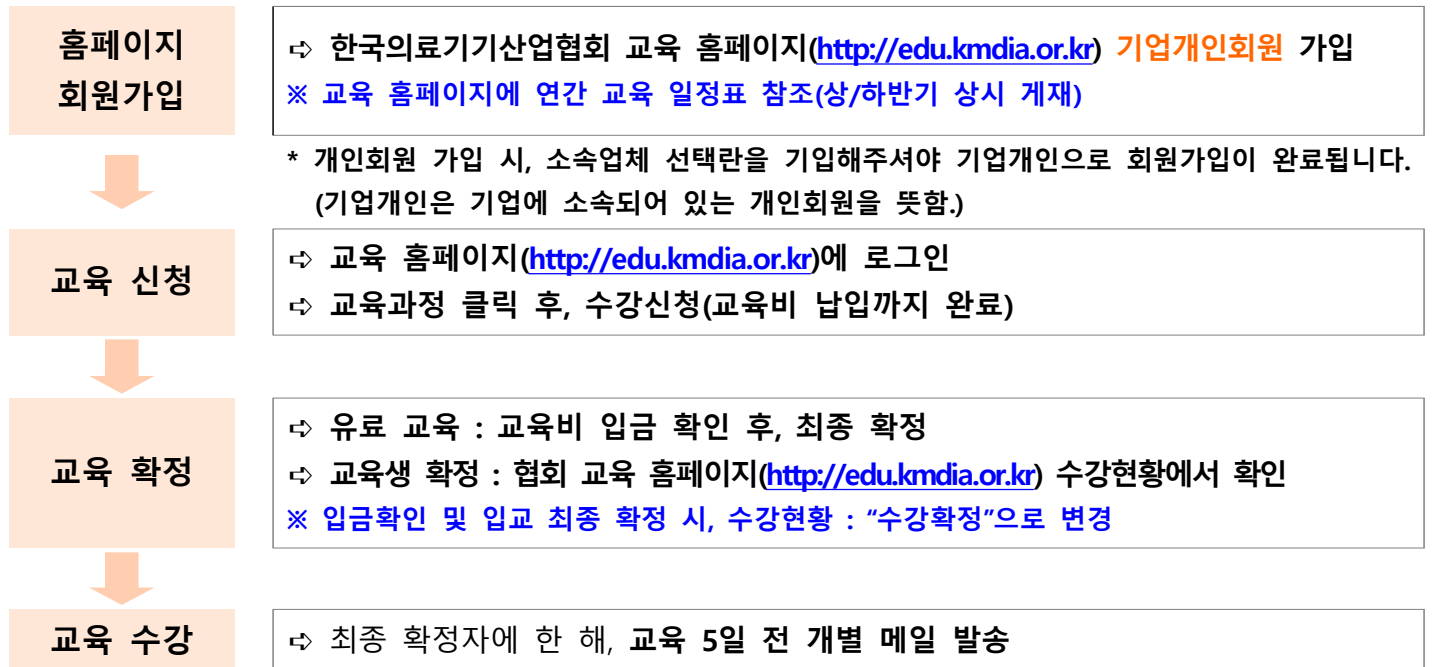 홈페이지
회원가입
➪ 한국의료기기산업협회 교육 홈페이지(http://edu.kmdia.or.kr) 기업개인회원 가입
※ 교육 홈페이지에 연간 교육 일정표 참조(상/하반기 상시 게재)
* 개인회원 가입 시, 소속업체 선택란을 기입해주셔야 기업개인으로 회원가입이 완료됩니다.
(기업개인은 기업에 소속되어 있는 개인회원을 뜻함.)
교육 신청
➪ 교육 홈페이지(http://edu.kmdia.or.kr)에 로그인
➪ 교육과정 클릭 후, 수강신청(교육비 납입까지 완료)
교육 확정
➪ 유료 교육 : 교육비 입금 확인 후, 최종 확정
➪ 교육생 확정 : 협회 교육 홈페이지(http://edu.kmdia.or.kr) 수강현황에서 확인
※ 입금확인 및 입교 최종 확정 시, 수강현황 : “수강확정”으로 변경
교육 수강
➪ 최종 확정자에 한 해, 교육 5일 전 개별 메일 발송